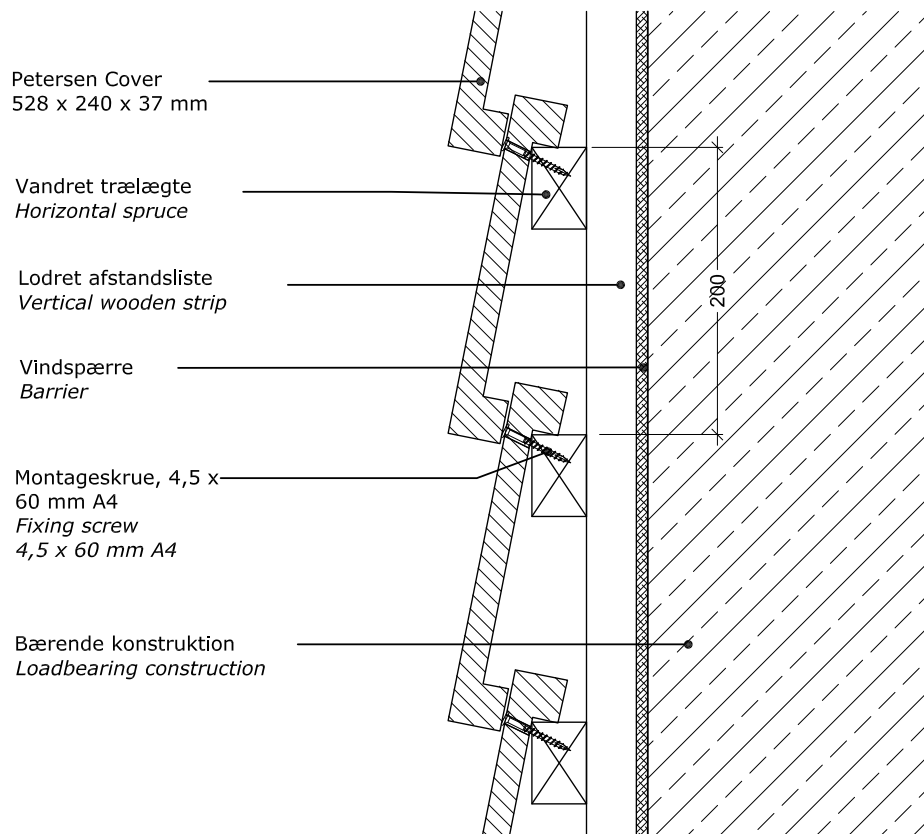 Petersen Cover
528 x 240 x 37 mm
Vandret trælægte
Horizontal spruce
Lodret afstandsliste
Vertical wooden strip
200
Vindspærre
Barrier
Montageskrue, 4,5 x
60 mm A4
Fixing screw
4,5 x 60 mm A4
Bærende konstruktion
Loadbearing construction